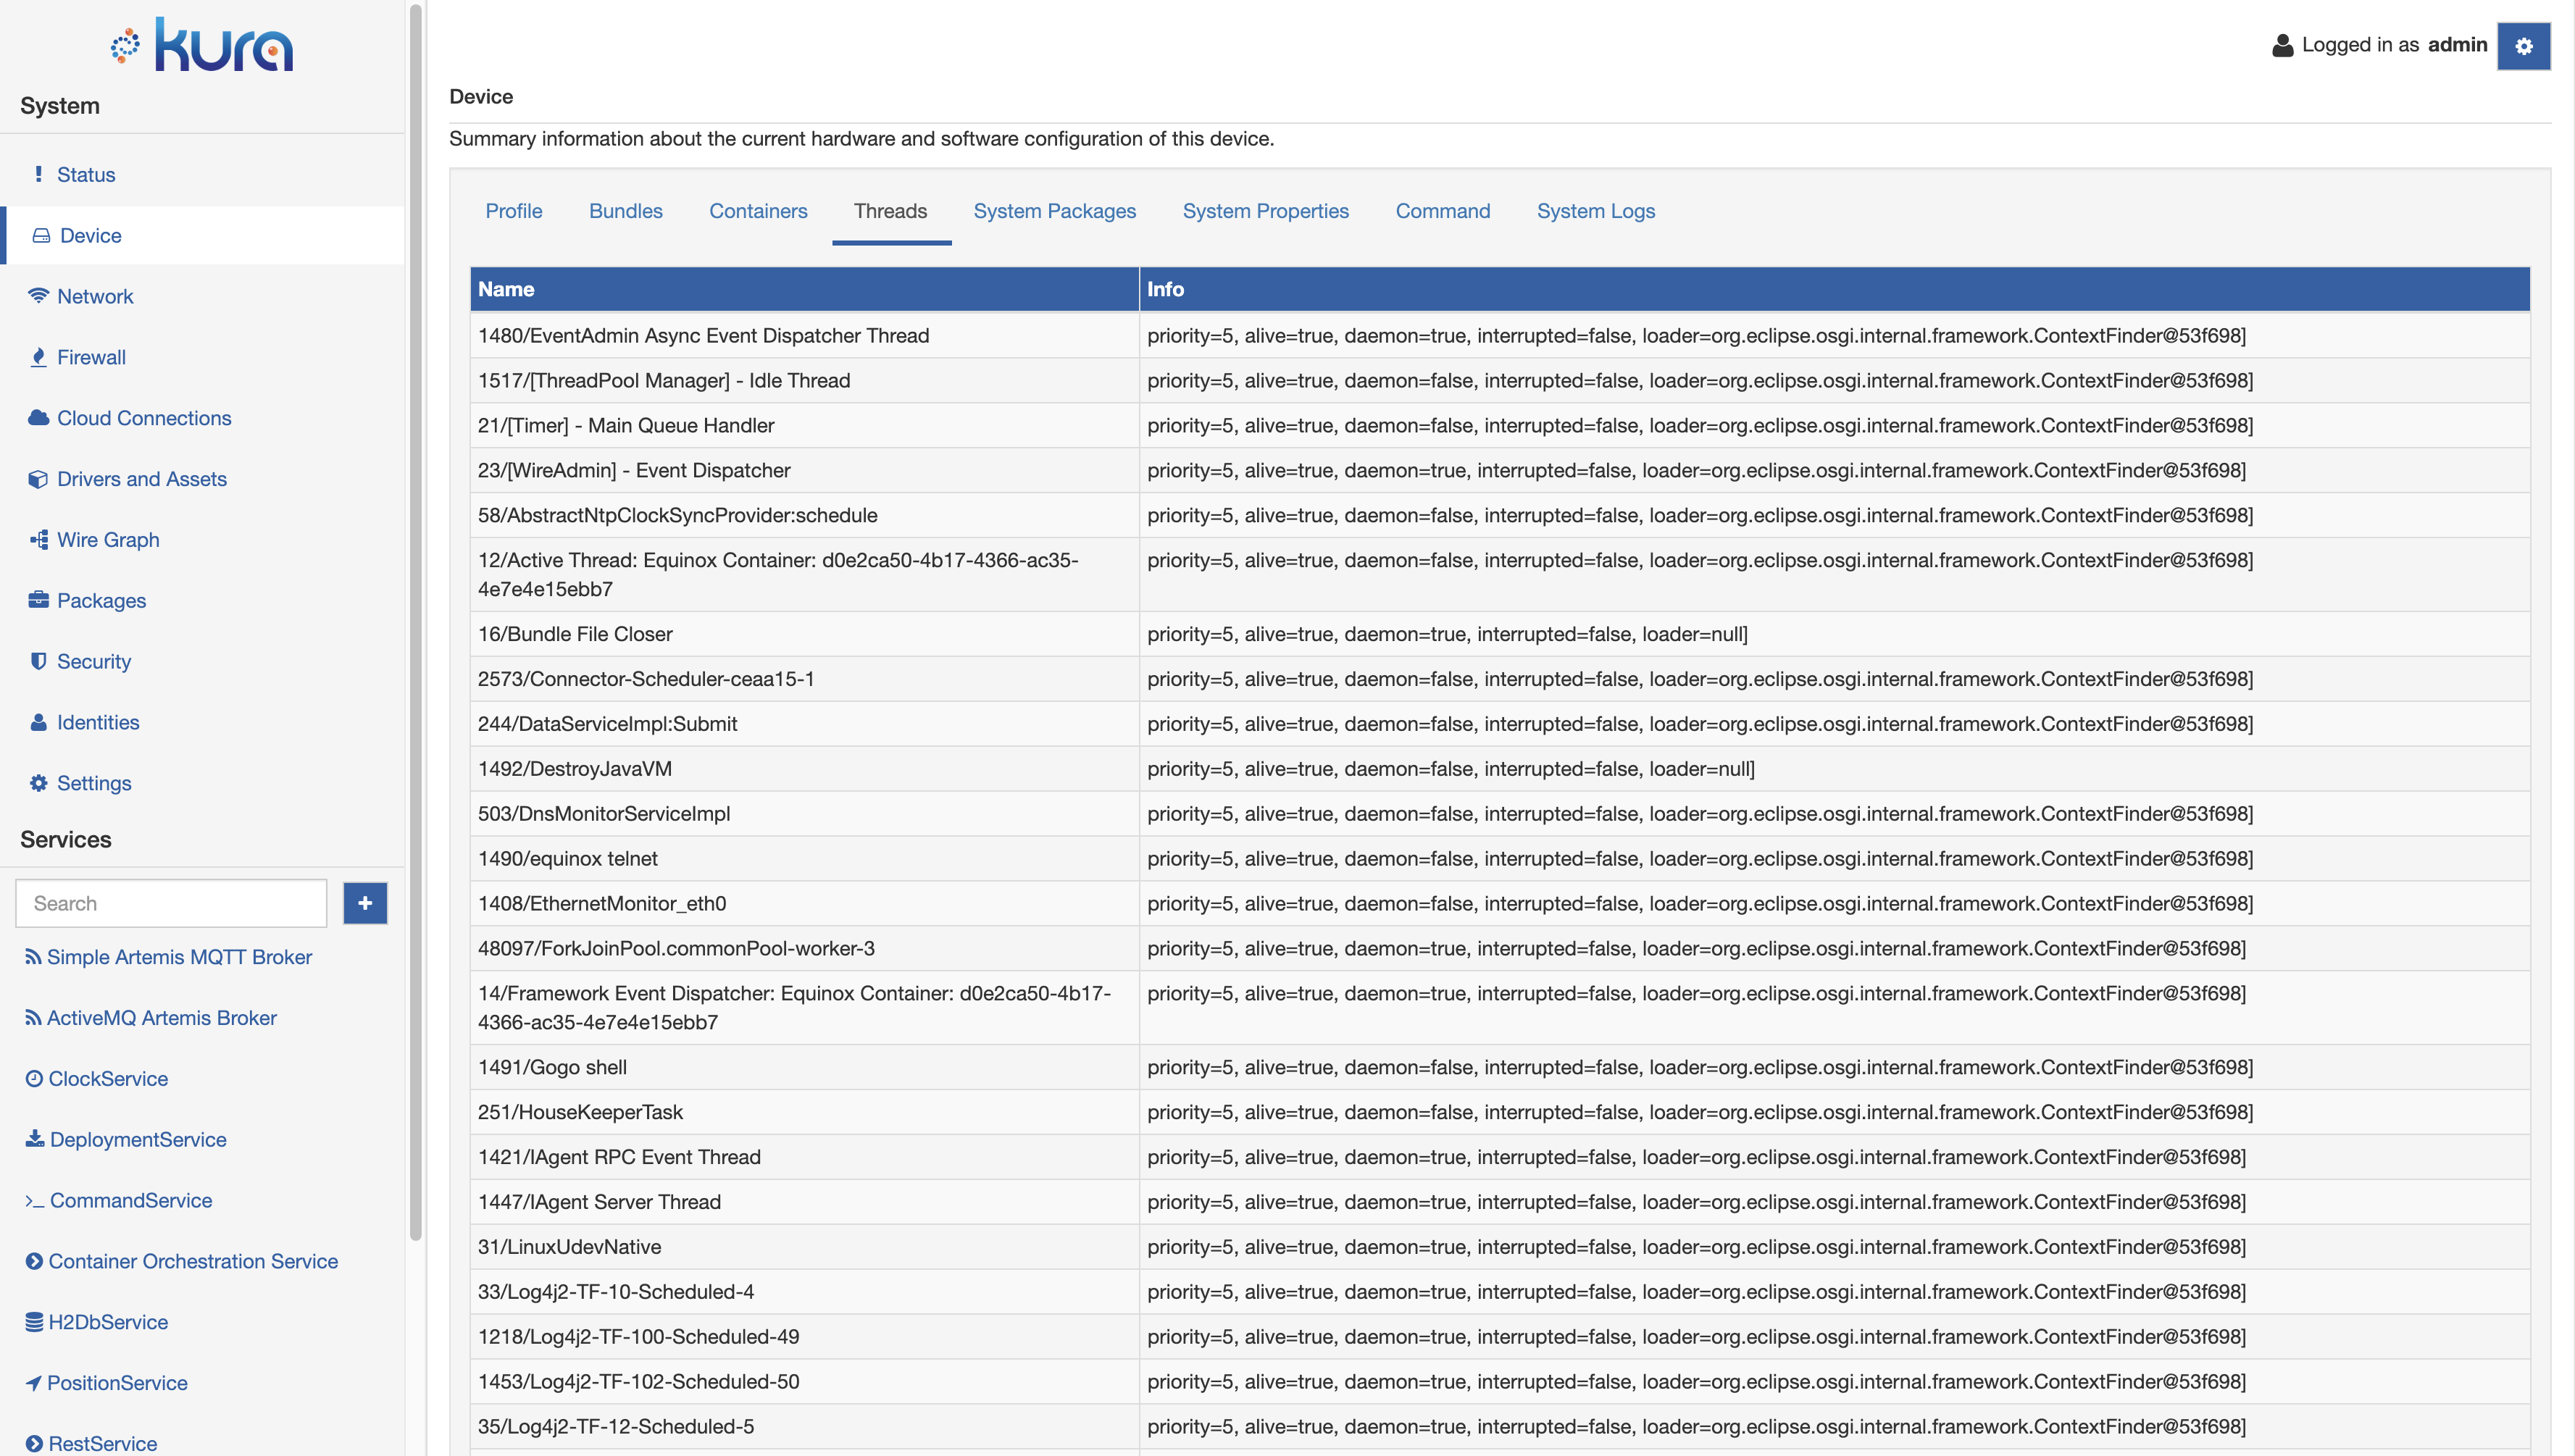 kura
System
Status
Device
Network
Firewall
Cloud Connections
Drivers and Assets
Wire Graph
Packages
Security
Identities
Settings
Services
Search
Simple Artemis MQTT Broker
ActiveMQ Artemis Broker
ClockService
DeploymentService
CommandService
Container Orchestration Service
H2DbService
PositionService
RestService
Logged in as admin
Device
Summary information about the current hardware and software configuration of this device.
Profile Bundles Containers Threads System Packages System Properties Command System Logs
Name Info
1480/EventAdmin Async Event Dispatcher Thread priority=5, alive=true, daemon=true, interrupted=false, loader=org.eclipse.osgi.internal.framework.ContextFinder@53f698]
1517/[ThreadPool Manager] - Idle Thread priority=5, alive=true, daemon=false, interrupted=false, loader=org.eclipse.osgi.internal.framework.ContextFinder@53f698]
21/[Timer] - Main Queue Handler priority=5, alive=true, daemon=false, interrupted=false, loader=org.eclipse.osgi.internal.framework.ContextFinder@53f698]
23/[WireAdmin] - Event Dispatcher priority=5, alive=true, daemon=true, interrupted=false, loader=org.eclipse.osgi.internal.framework.ContextFinder@53f698]
58/AbstractNtpClockSyncProvider:schedule priority=5, alive=true, daemon=false, interrupted=false, loader=org.eclipse.osgi.internal.framework.ContextFinder@53f698]
12/Active Thread: Equinox Container: d0e2ca50-4b17-4366-ac35- priority=5, alive=true, daemon=false, interrupted=false, loader=org.eclipse.osgi.internal.framework.ContextFinder@53f698]
4e7e4e15ebb7
16/Bundle File Closer priority=5, alive=true, daemon=true, interrupted=false, loader=null]
2573/Connector-Scheduler-ceaa15-1 priority=5, alive=true, daemon=false, interrupted=false, loader=org.eclipse.osgi.internal.framework.ContextFinder@53f698]
244/DataServiceImpl:Submit priority=5, alive=true, daemon=false, interrupted=false, loader=org.eclipse.osgi.internal.framework.ContextFinder@53f698]
1492/DestroyJavaVM priority=5, alive=true, daemon=false, interrupted=false, loader=null]
503/DnsMonitorServiceImpl priority=5, alive=true, daemon=false, interrupted=false, loader=org.eclipse.osgi.internal.framework.ContextFinder@53f698]
1490/equinox telnet priority=5, alive=true, daemon=false, interrupted=false, loader=org.eclipse.osgi.internal.framework.ContextFinder@53f698]
1408/EthernetMonitor_eth0 priority=5, alive=true, daemon=false, interrupted=false, loader=org.eclipse.osgi.internal.framework.ContextFinder@53f698]
48097/ForkJoinPool.commonPool-worker-3 priority=5, alive=true, daemon=true, interrupted=false, loader=org.eclipse.osgi.internal.framework.ContextFinder@53f698]
14/Framework Event Dispatcher: Equinox Container: d0e2ca50-4b17- priority=5, alive=true, daemon=true, interrupted=false, loader=org.eclipse.osgi.internal.framework.ContextFinder@53f698]
4366-ac35-4e7e4e15ebb7
1491/Gogo shell priority=5, alive=true, daemon=false, interrupted=false, loader=org.eclipse.osgi.internal.framework.ContextFinder@53f698]
251/HouseKeeperTask priority=5, alive=true, daemon=false, interrupted=false, loader=org.eclipse.osgi.internal.framework.ContextFinder@53f698]
1421/IAgent RPC Event Thread priority=5, alive=true, daemon=true, interrupted=false, loader=org.eclipse.osgi.internal.framework.ContextFinder@53f698]
1447/IAgent Server Thread priority=5, alive=true, daemon=true, interrupted=false, loader=org.eclipse.osgi.internal.framework.ContextFinder@53f698]
31/LinuxUdevNative priority=5, alive=true, daemon=true, interrupted=false, loader=org.eclipse.osgi.internal.framework.ContextFinder@53f698]
33/Log4j2-TF-10-Scheduled-4 priority=5, alive=true, daemon=true, interrupted=false, loader=org.eclipse.osgi.internal.framework.ContextFinder@53f698]
1218/Log4j2-TF-100-Scheduled-49 priority=5, alive=true, daemon=true, interrupted=false, loader=org.eclipse.osgi.internal.framework.ContextFinder@53f698]
1453/Log4j2-TF-102-Scheduled-50 priority=5, alive=true, daemon=true, interrupted=false, loader=org.eclipse.osgi.internal.framework.ContextFinder@53f698]
35/Log4j2-TF-12-Scheduled-5 priority=5, alive=true, daemon=true, interrupted=false, loader=org.eclipse.osgi.internal.framework.ContextFinder@53f698]